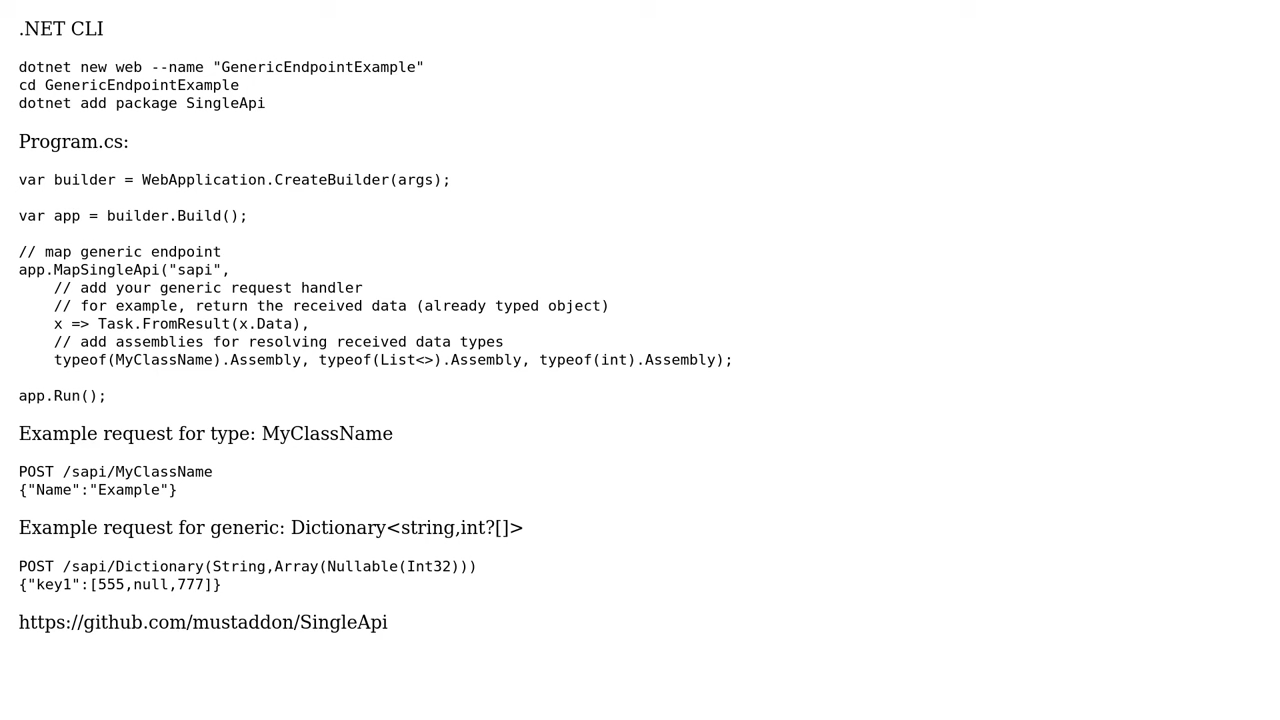 .NET CLI
dotnet new web --name "GenericEndpointExample"
cd GenericEndpointExample
dotnet add package SingleApi
Program.cs:
var builder = WebApplication.CreateBuilder(args);
var app = builder.Build();
// map generic endpoint
app.MapSingleApi("sapi",
    // add your generic request handler
    // for example, return the received data (already typed object)
    x => Task.FromResult(x.Data),
    // add assemblies for resolving received data types
    typeof(MyClassName).Assembly, typeof(List<>).Assembly, typeof(int).Assembly);
app.Run();
Example request for type: MyClassName
POST /sapi/MyClassName
{"Name":"Example"}
Example request for generic: Dictionary<string,int?[]>
POST /sapi/Dictionary(String,Array(Nullable(Int32)))
{"key1":[555,null,777]}
https://github.com/mustaddon/SingleApi